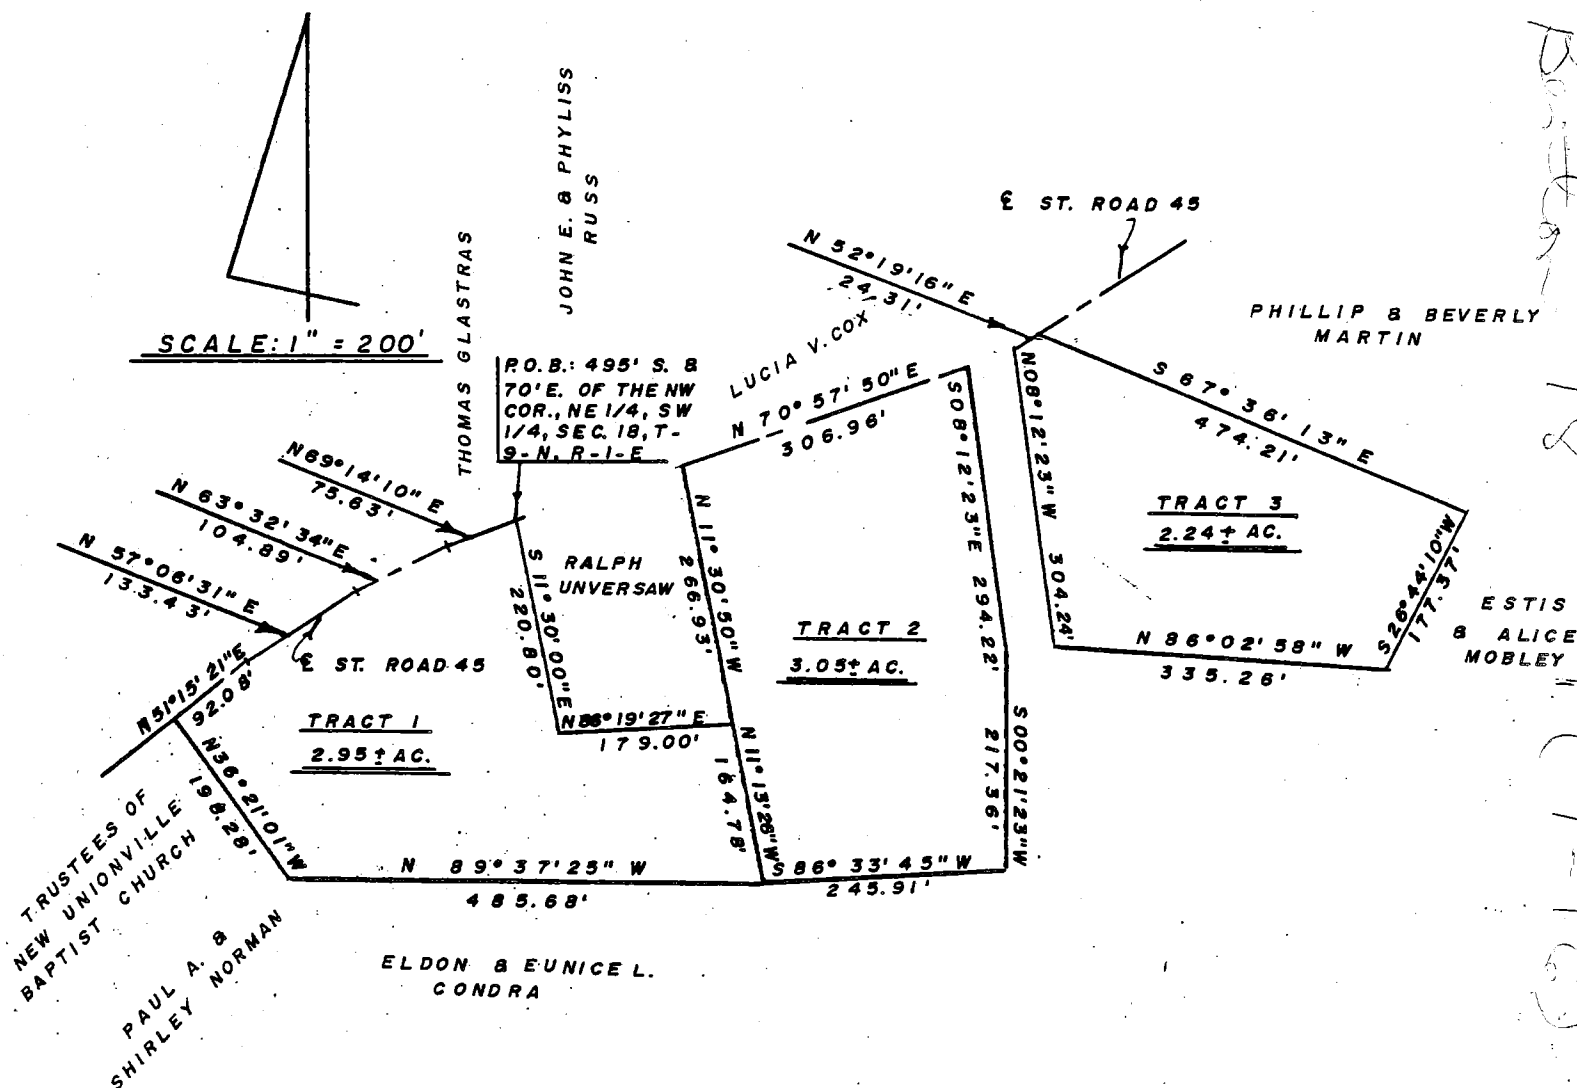 SCALE: 1" = 200'
THOMAS GLASTRAS
JOHN E. & PHYLISS
RUSS
P.O.B.: 495' S. &
70' E. OF THE NW
COR., NE 1/4, SW
1/4, SEC. 18, T-
9-N, R-1-E
LUCIA V. COX
N 52°19'16" E
24.31'
℄ ST. ROAD 45
PHILLIP & BEVERLY
MARTIN
S 67°36'13" E
474.21'
N 70°57'50" E
306.96'
N69°14'10" E
75.63'
N 63°32'34" E
104.89'
N 57°06'31" E
133.43'
N 51°15'21" E
92.08'
℄ ST. ROAD 45
S 11°30'00" E
220.80'
RALPH
UNVERSAW
N 11°30'50" W
266.93'
S08°12'23"E 294.22'
N08°12'23"W 304.24'
TRACT 3
2.24± AC.
S 26°44'10"W
177.37'
ESTIS
& ALICE
MOBLEY
N 86°02'58" W
335.26'
TRACT 2
3.05± AC.
TRACT 1
2.95± AC.
N 86°19'27" E
179.00'
N 11°13'26"W
164.78'
S00°21'23"W
217.36'
N36°21'01"W
198.28'
N 89°37'25" W
485.68'
S 86°33'45" W
245.91'
TRUSTEES OF
NEW UNIONVILLE
BAPTIST CHURCH
PAUL A. &
SHIRLEY NORMAN
ELDON & EUNICE L.
CONDRA